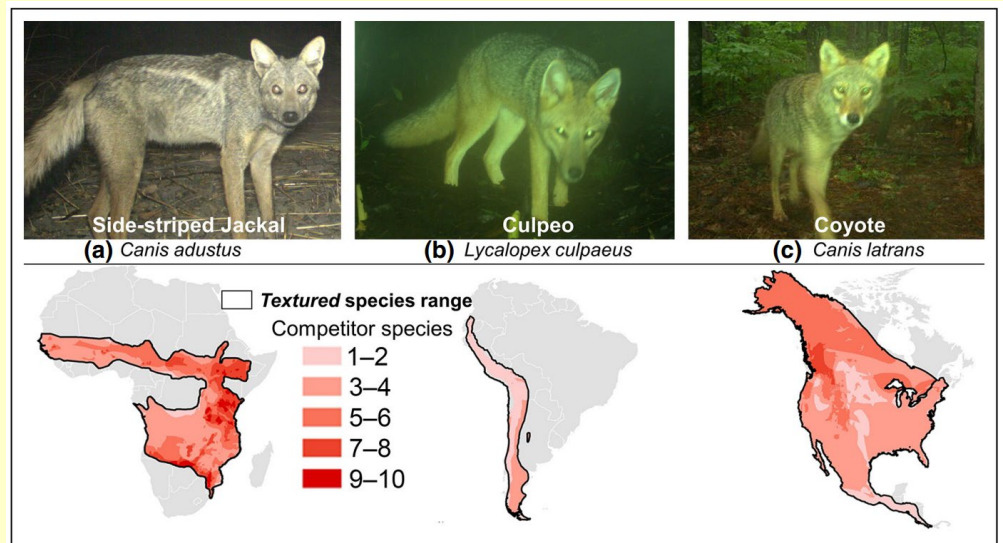 Side-striped Jackal
Culpeo
Coyote
(a) Canis adustus
(b) Lycalopex culpaeus
(c) Canis latrans
Textured species range
Competitor species
1–2
3–4
5–6
7–8
9–10